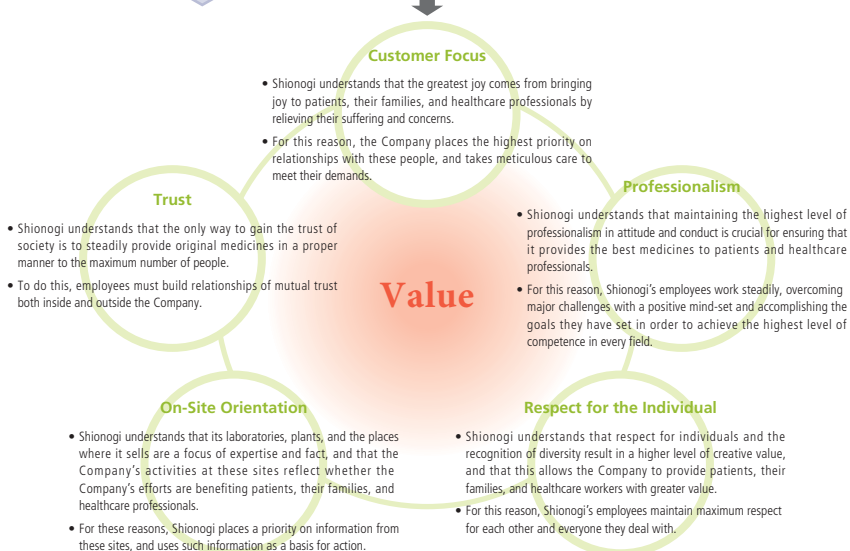 Customer Focus
• Shionogi understands that the greatest joy comes from bringing
joy to patients, their families, and healthcare professionals by
relieving their suffering and concerns.
• For this reason, the Company places the highest priority on
relationships with these people, and takes meticulous care to
meet their demands.
Trust
• Shionogi understands that the only way to gain the trust of
society is to steadily provide original medicines in a proper
manner to the maximum number of people.
• To do this, employees must build relationships of mutual trust
both inside and outside the Company.
Professionalism
• Shionogi understands that maintaining the highest level of
professionalism in attitude and conduct is crucial for ensuring that
it provides the best medicines to patients and healthcare
professionals.
• For this reason, Shionogi's employees work steadily, overcoming
major challenges with a positive mind-set and accomplishing the
goals they have set in order to achieve the highest level of
competence in every field.
Value
On-Site Orientation
• Shionogi understands that its laboratories, plants, and the places
where it sells are a focus of expertise and fact, and that the
Company's activities at these sites reflect whether the
Company's efforts are benefiting patients, their families, and
healthcare professionals.
• For these reasons, Shionogi places a priority on information from
these sites, and uses such information as a basis for action.
Respect for the Individual
• Shionogi understands that respect for individuals and the
recognition of diversity result in a higher level of creative value,
and that this allows the Company to provide patients, their
families, and healthcare workers with greater value.
• For this reason, Shionogi's employees maintain maximum respect
for each other and everyone they deal with.